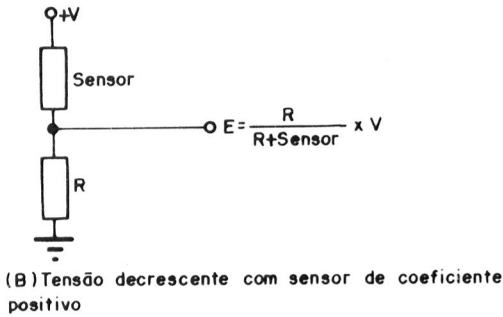 +V
Sensor
E= R / R+Sensor x V
R
(B) Tensão decrescente com sensor de coeficiente
positivo